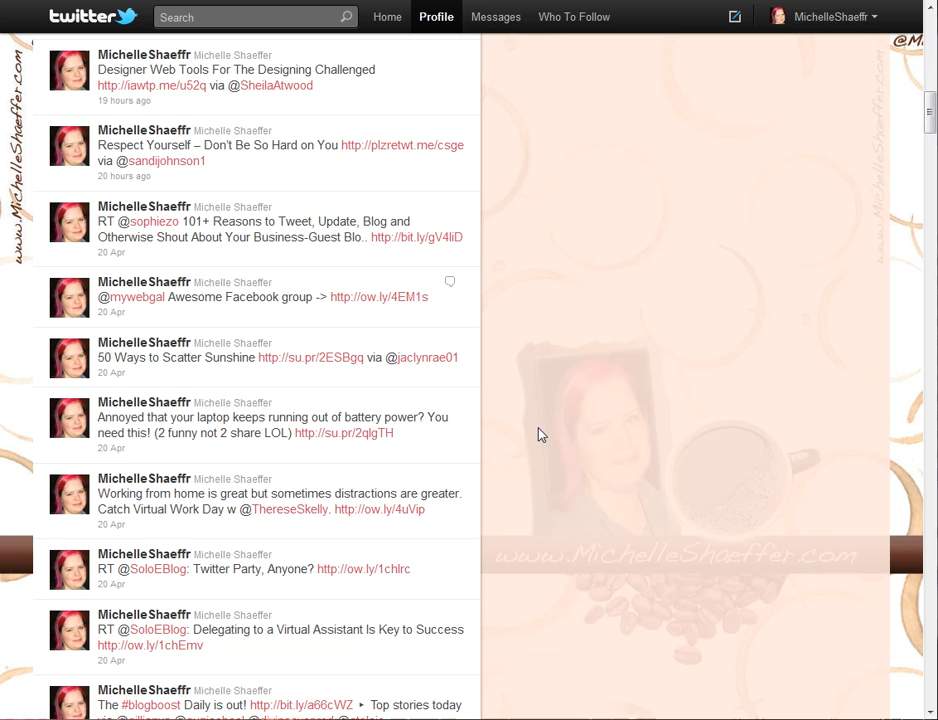 twitter
Search
Home
Profile
Messages
Who To Follow
MichelleShaeffr
MichelleShaeffr Michelle Shaeffer
Designer Web Tools For The Designing Challenged
http://iawtp.me/u52q via @SheilaAtwood
19 hours ago
MichelleShaeffr Michelle Shaeffer
Respect Yourself – Don't Be So Hard on You http://plzretwt.me/csge
via @sandijohnson1
20 hours ago
MichelleShaeffr Michelle Shaeffer
RT @sophiezo 101+ Reasons to Tweet, Update, Blog and
Otherwise Shout About Your Business-Guest Blo.. http://bit.ly/gV4liD
20 Apr
MichelleShaeffr Michelle Shaeffer
@mywebgal Awesome Facebook group -> http://ow.ly/4EM1s
20 Apr
MichelleShaeffr Michelle Shaeffer
50 Ways to Scatter Sunshine http://su.pr/2ESBgq via @jaclynrae01
20 Apr
MichelleShaeffr Michelle Shaeffer
Annoyed that your laptop keeps running out of battery power? You
need this! (2 funny not 2 share LOL) http://su.pr/2qlgTH
20 Apr
MichelleShaeffr Michelle Shaeffer
Working from home is great but sometimes distractions are greater.
Catch Virtual Work Day w @ThereseSkelly. http://ow.ly/4uVip
20 Apr
MichelleShaeffr Michelle Shaeffer
RT @SoloEBlog: Twitter Party, Anyone? http://ow.ly/1chlrc
20 Apr
MichelleShaeffr Michelle Shaeffer
RT @SoloEBlog: Delegating to a Virtual Assistant Is Key to Success
http://ow.ly/1chEmv
20 Apr
MichelleShaeffr Michelle Shaeffer
The #blogboost Daily is out! http://bit.ly/a66cWZ ▸ Top stories today
www.MichelleShaeffer.com
www.MichelleShaeffer.com
www.MichelleShaeffer.com
@Mi